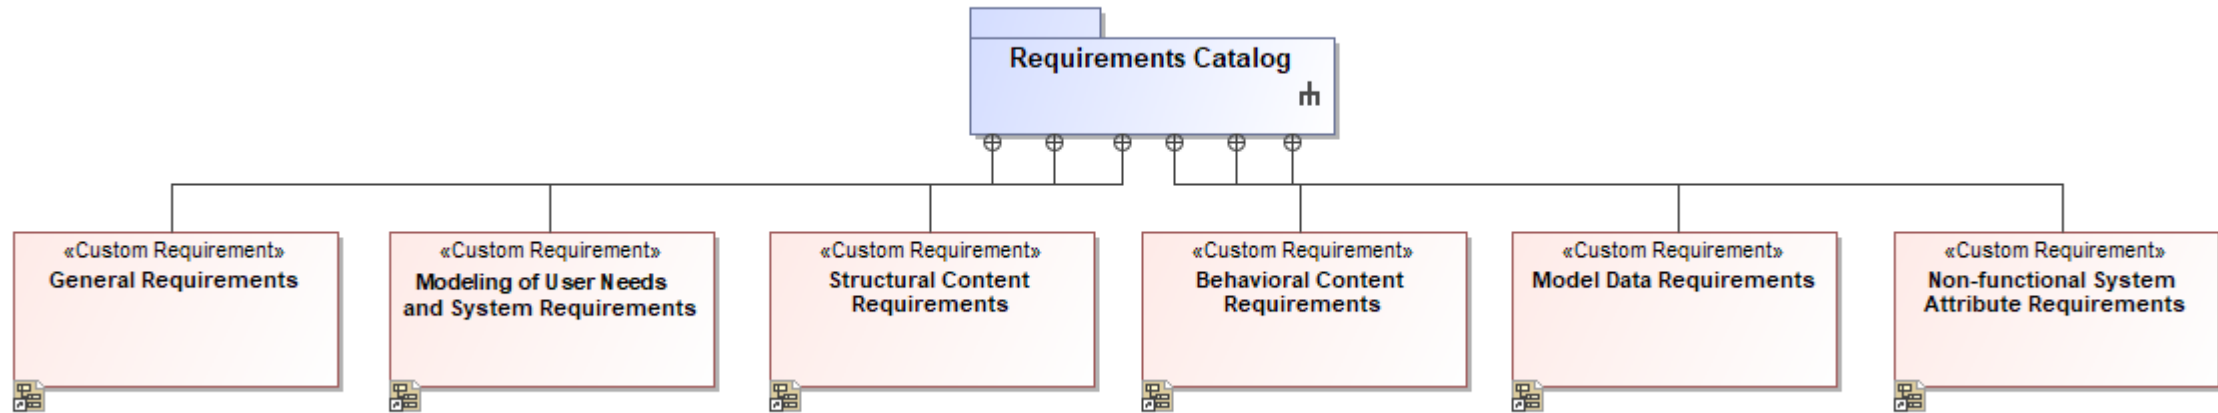 Requirements Catalog
«Custom Requirement»
General Requirements
«Custom Requirement»
Modeling of User Needs
and System Requirements
«Custom Requirement»
Structural Content
Requirements
«Custom Requirement»
Behavioral Content
Requirements
«Custom Requirement»
Model Data Requirements
«Custom Requirement»
Non-functional System
Attribute Requirements